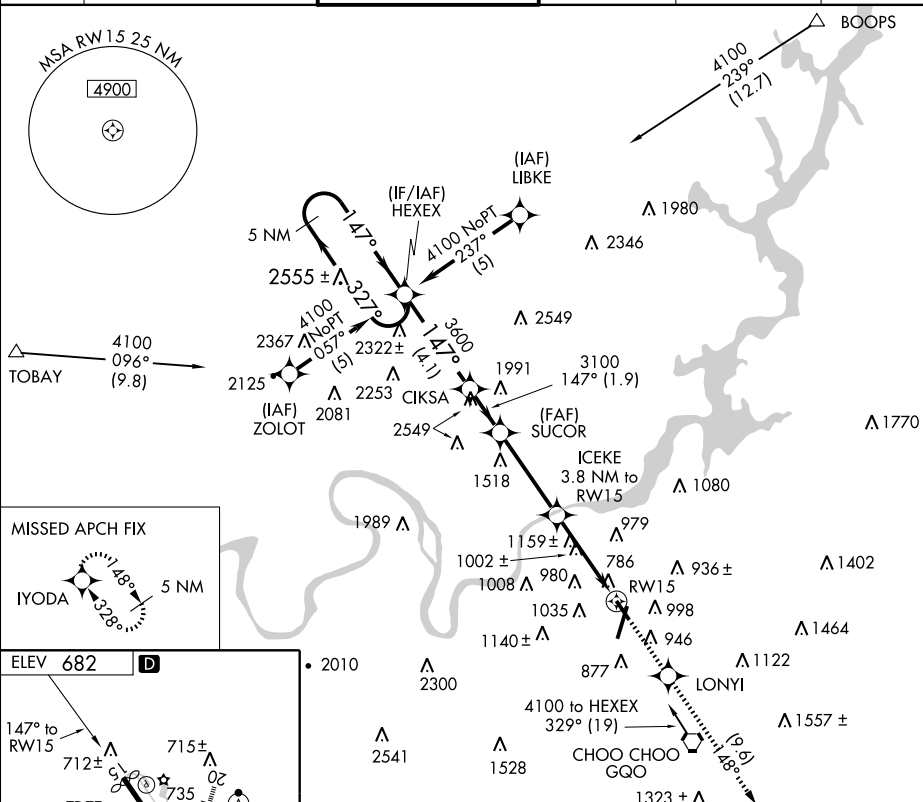 MSA RW15 25 NM
4900
BOOPS
4100
239°
(12.7)
(IAF)
LIBKE
(IF/IAF)
HEXEX
4100 NoPT
237°
(5)
1980
2346
5 NM
147°
327°
2555 ±
4100
NoPT
057°
(5)
2367
2322±
2549
3600
147°
(4.1)
TOBAY
4100
096°
(9.8)
2125
(IAF)
ZOLOT
2081
2253
CIKSA
1991
3100
147° (1.9)
(FAF)
SUCOR
2549
1518
1770
ICEKE
3.8 NM to
RW15
1080
1989
979
1159±
1002 ±
786
936±
1402
1008
980
RW15
1035
998
1140±
946
1464
877
1122
MISSED APCH FIX
IYODA
148°
328°
5 NM
ELEV 682
D
2010
2300
LONYI
4100 to HEXEX
329° (19)
CHOO CHOO
GQO
1557 ±
2541
1528
(9.6)
148°
1323 ±
147° to
RW15
712±
715±
735
20